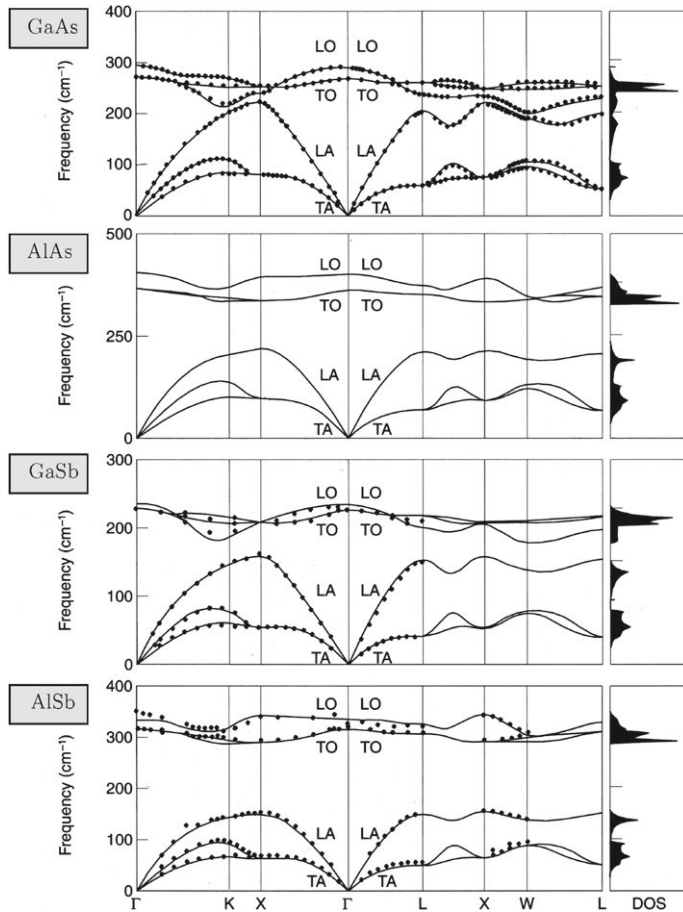 GaAs
400
300
200
100
0
Frequency (cm⁻¹)
LO LO
TO TO
LA LA
TA TA
AlAs
500
250
0
Frequency (cm⁻¹)
LO LO
TO TO
LA LA
TA TA
GaSb
300
200
100
0
Frequency (cm⁻¹)
LO LO
TO TO
LA LA
TA TA
AlSb
400
300
200
100
0
Frequency (cm⁻¹)
LO LO
TO TO
LA LA
TA TA
Γ K X Γ L X W L DOS